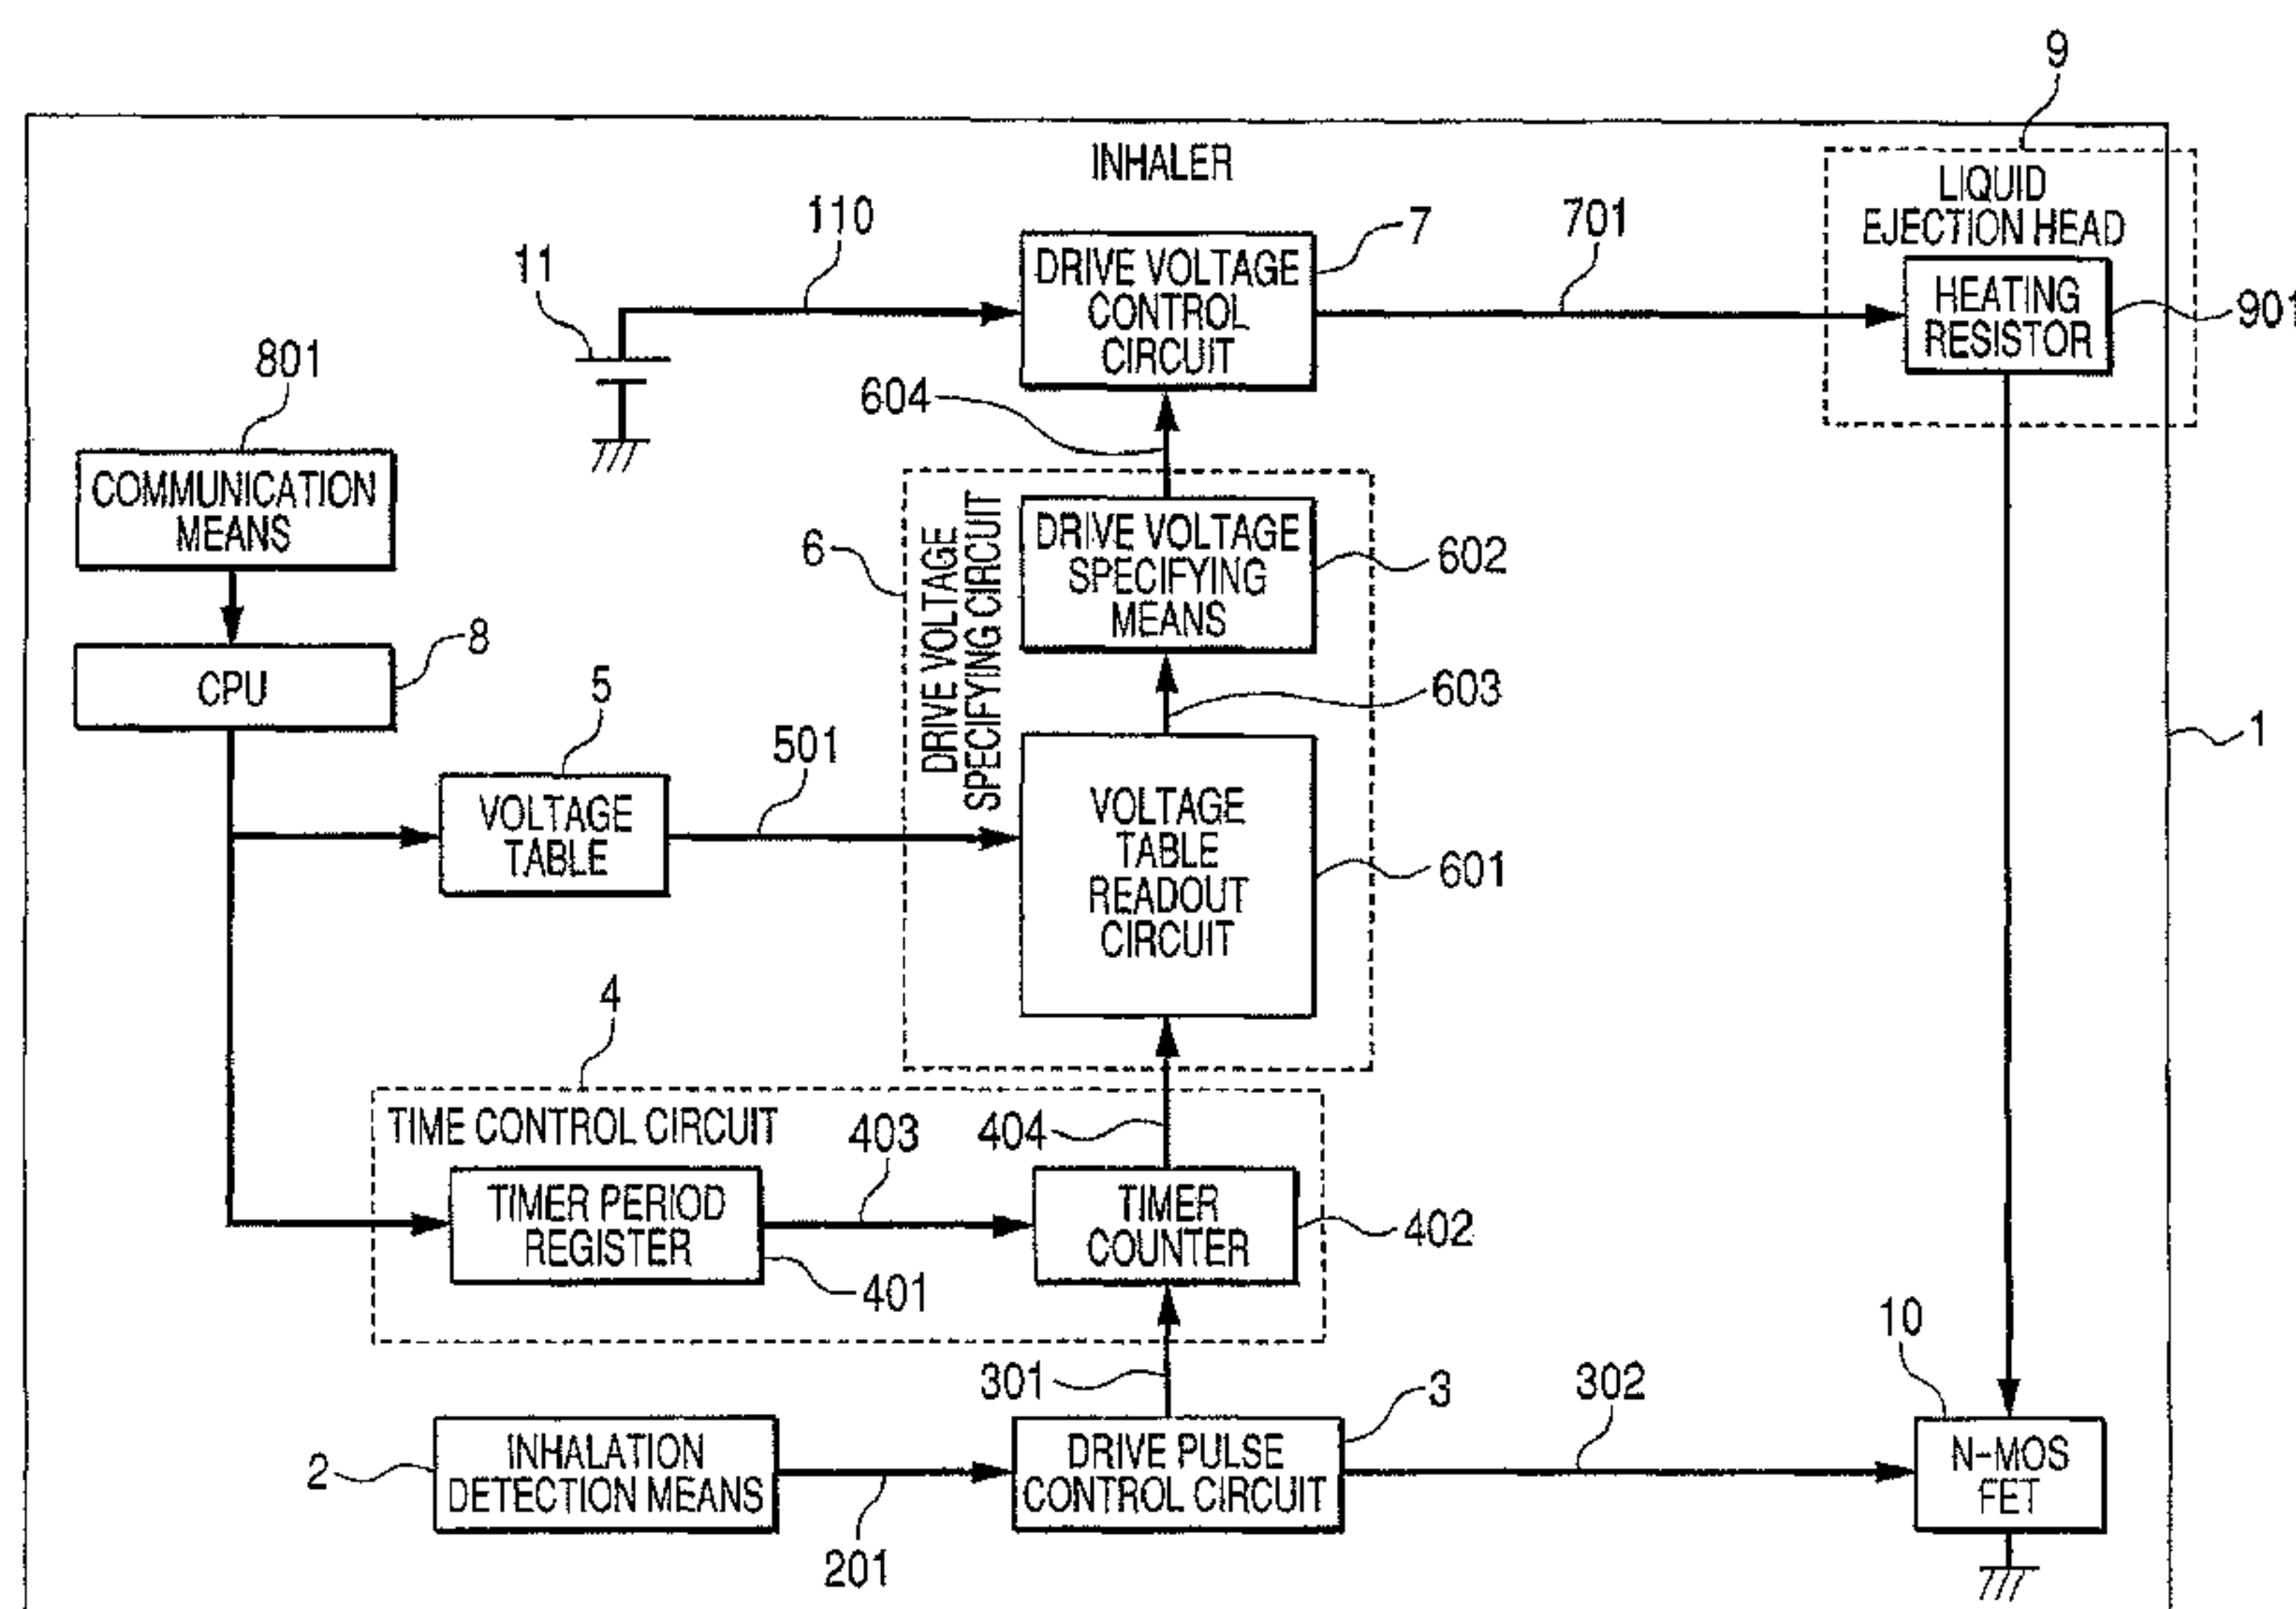 9
INHALER
LIQUID
EJECTION HEAD
110
7
701
11
DRIVE VOLTAGE
CONTROL
CIRCUIT
HEATING
RESISTOR
901
801
604
COMMUNICATION
MEANS
6
DRIVE VOLTAGE
SPECIFYING CIRCUIT
DRIVE VOLTAGE
SPECIFYING
MEANS
602
CPU
8
603
5
501
1
VOLTAGE
TABLE
VOLTAGE
TABLE
READOUT
CIRCUIT
601
4
TIME CONTROL CIRCUIT
403
404
TIMER PERIOD
REGISTER
401
TIMER
COUNTER
402
10
301
3
302
2
INHALATION
DETECTION MEANS
201
DRIVE PULSE
CONTROL CIRCUIT
N-MOS
FET